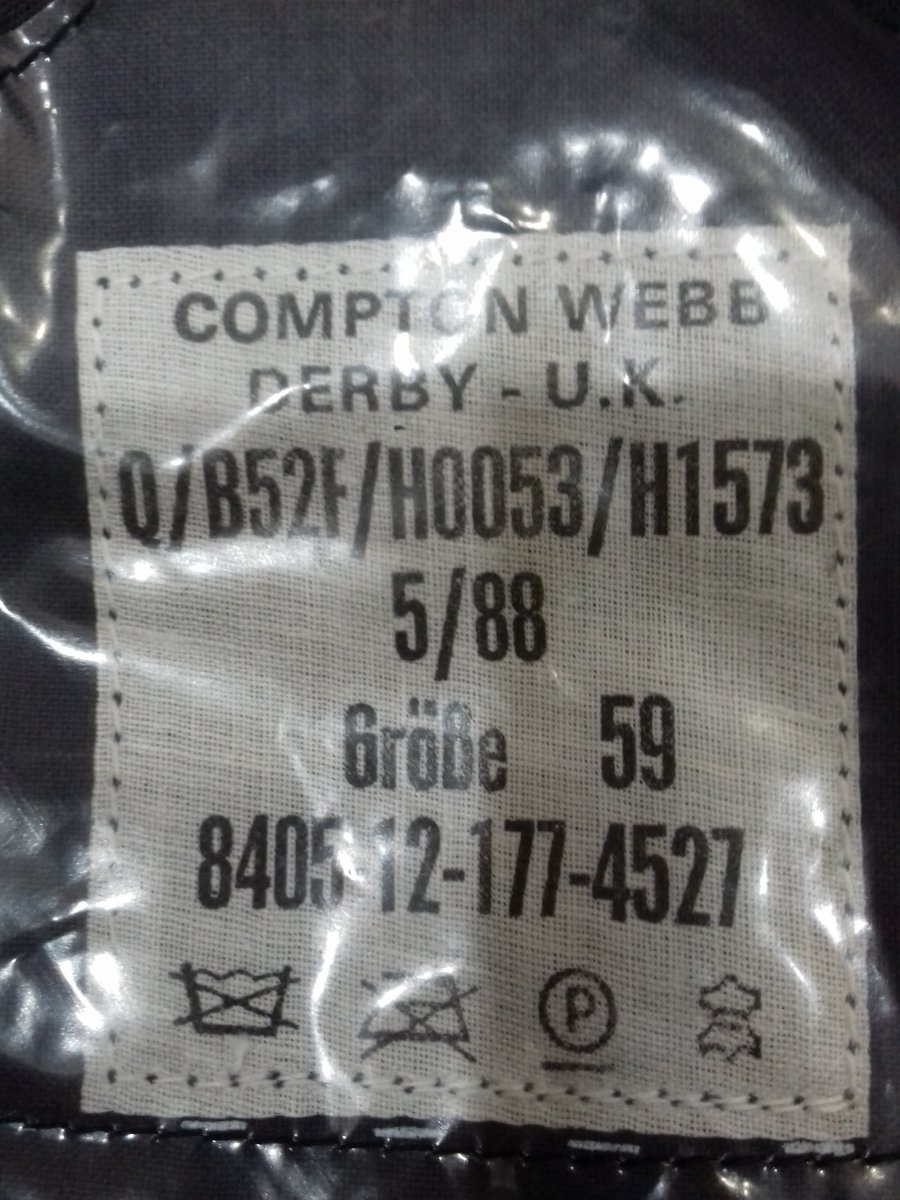 COMPTON WEBB
DERBY - U.K.
Q/B52F/H0053/H1573
5/88
Größe 59
8405-12-177-4527
P